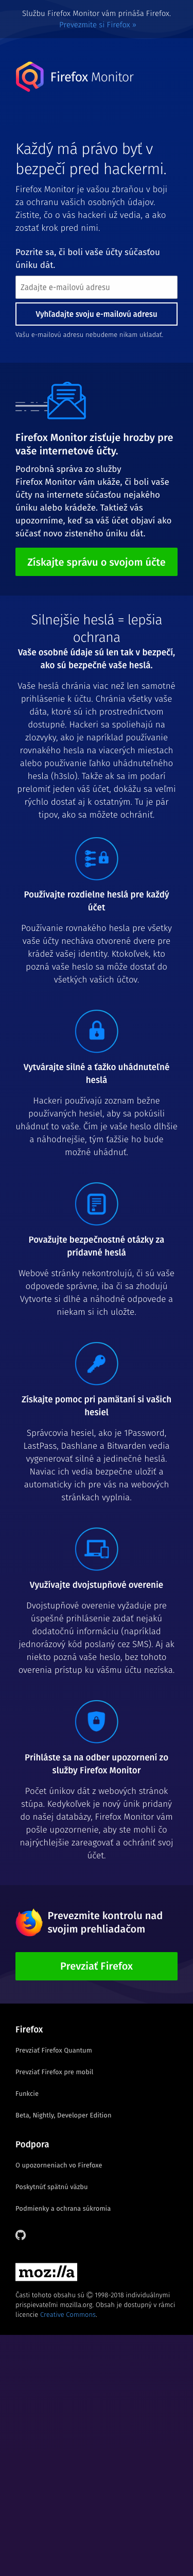 Službu Firefox Monitor vám prináša Firefox.
Prevezmite si Firefox »
Firefox Monitor
Každý má právo byť v
bezpečí pred hackermi.
Firefox Monitor je vašou zbraňou v boji
za ochranu vašich osobných údajov.
Zistite, čo o vás hackeri už vedia, a ako
zostať krok pred nimi.
Pozrite sa, či boli vaše účty súčasťou
úniku dát.
Zadajte e-mailovú adresu
Vyhľadajte svoju e-mailovú adresu
Vašu e-mailovú adresu nebudeme nikam ukladať.
Firefox Monitor zisťuje hrozby pre
vaše internetové účty.
Podrobná správa zo služby
Firefox Monitor vám ukáže, či boli vaše
účty na internete súčasťou nejakého
úniku alebo krádeže. Taktiež vás
upozorníme, keď sa váš účet objaví ako
súčasť novo zisteného úniku dát.
Získajte správu o svojom účte
Silnejšie heslá = lepšia
ochrana
Vaše osobné údaje sú len tak v bezpečí,
ako sú bezpečné vaše heslá.
Vaše heslá chránia viac než len samotné
prihlásenie k účtu. Chránia všetky vaše
dáta, ktoré sú ich prostredníctvom
dostupné. Hackeri sa spoliehajú na
zlozvyky, ako je napríklad používanie
rovnakého hesla na viacerých miestach
alebo používanie ľahko uhádnuteľného
hesla (h3slo). Takže ak sa im podarí
prelomiť jeden váš účet, dokážu sa veľmi
rýchlo dostať aj k ostatným. Tu je pár
tipov, ako sa môžete ochrániť.
Používajte rozdielne heslá pre každý
účet
Používanie rovnakého hesla pre všetky
vaše účty necháva otvorené dvere pre
krádež vašej identity. Ktokoľvek, kto
pozná vaše heslo sa môže dostať do
všetkých vašich účtov.
Vytvárajte silné a ťažko uhádnuteľné
heslá
Hackeri používajú zoznam bežne
používaných hesiel, aby sa pokúsili
uhádnuť to vaše. Čím je vaše heslo dlhšie
a náhodnejšie, tým ťažšie ho bude
možné uhádnuť.
Považujte bezpečnostné otázky za
prídavné heslá
Webové stránky nekontrolujú, či sú vaše
odpovede správne, iba či sa zhodujú
Vytvorte si dlhé a náhodné odpovede a
niekam si ich uložte.
Získajte pomoc pri pamätaní si vašich
hesiel
Správcovia hesiel, ako je 1Password,
LastPass, Dashlane a Bitwarden vedia
vygenerovať silné a jedinečné heslá.
Naviac ich vedia bezpečne uložiť a
automaticky ich pre vás na webových
stránkach vyplnia.
Využívajte dvojstupňové overenie
Dvojstupňové overenie vyžaduje pre
úspešné prihlásenie zadať nejakú
dodatočnú informáciu (napríklad
jednorázový kód poslaný cez SMS). Aj ak
niekto pozná vaše heslo, bez tohoto
overenia prístup ku vášmu účtu nezíska.
Prihláste sa na odber upozornení zo
služby Firefox Monitor
Počet únikov dát z webových stránok
stúpa. Kedykoľvek je nový únik pridaný
do našej databázy, Firefox Monitor vám
pošle upozornenie, aby ste mohli čo
najrýchlejšie zareagovať a ochrániť svoj
účet.
Prevezmite kontrolu nad
svojím prehliadačom
Prevziať Firefox
Firefox
Prevziať Firefox Quantum
Prevziať Firefox pre mobil
Funkcie
Beta, Nightly, Developer Edition
Podpora
O upozorneniach vo Firefoxe
Poskytnúť spätnú väzbu
Podmienky a ochrana súkromia
moz://a
Časti tohoto obsahu sú © 1998-2018 individuálnymi
prispievateľmi mozilla.org. Obsah je dostupný v rámci
licencie Creative Commons.